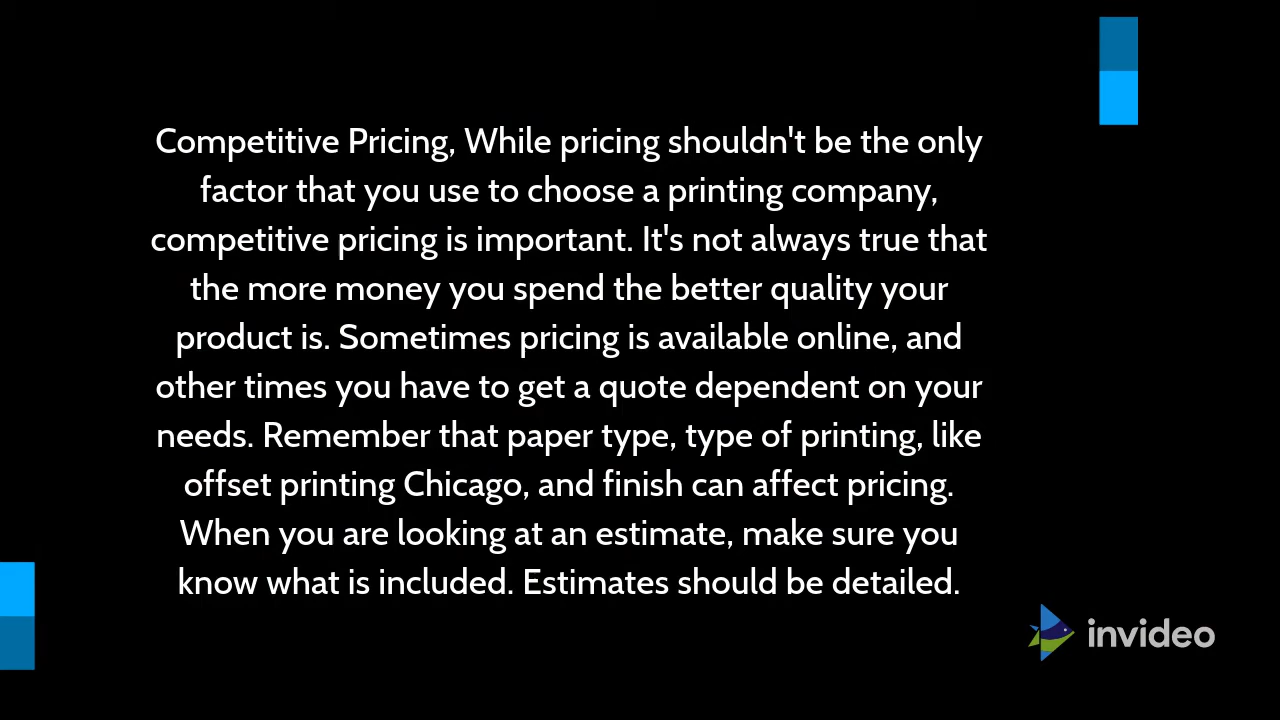 Competitive Pricing, While pricing shouldn't be the only
factor that you use to choose a printing company,
competitive pricing is important. It's not always true that
the more money you spend the better quality your
product is. Sometimes pricing is available online, and
other times you have to get a quote dependent on your
needs. Remember that paper type, type of printing, like
offset printing Chicago, and finish can affect pricing.
When you are looking at an estimate, make sure you
know what is included. Estimates should be detailed.
invideo